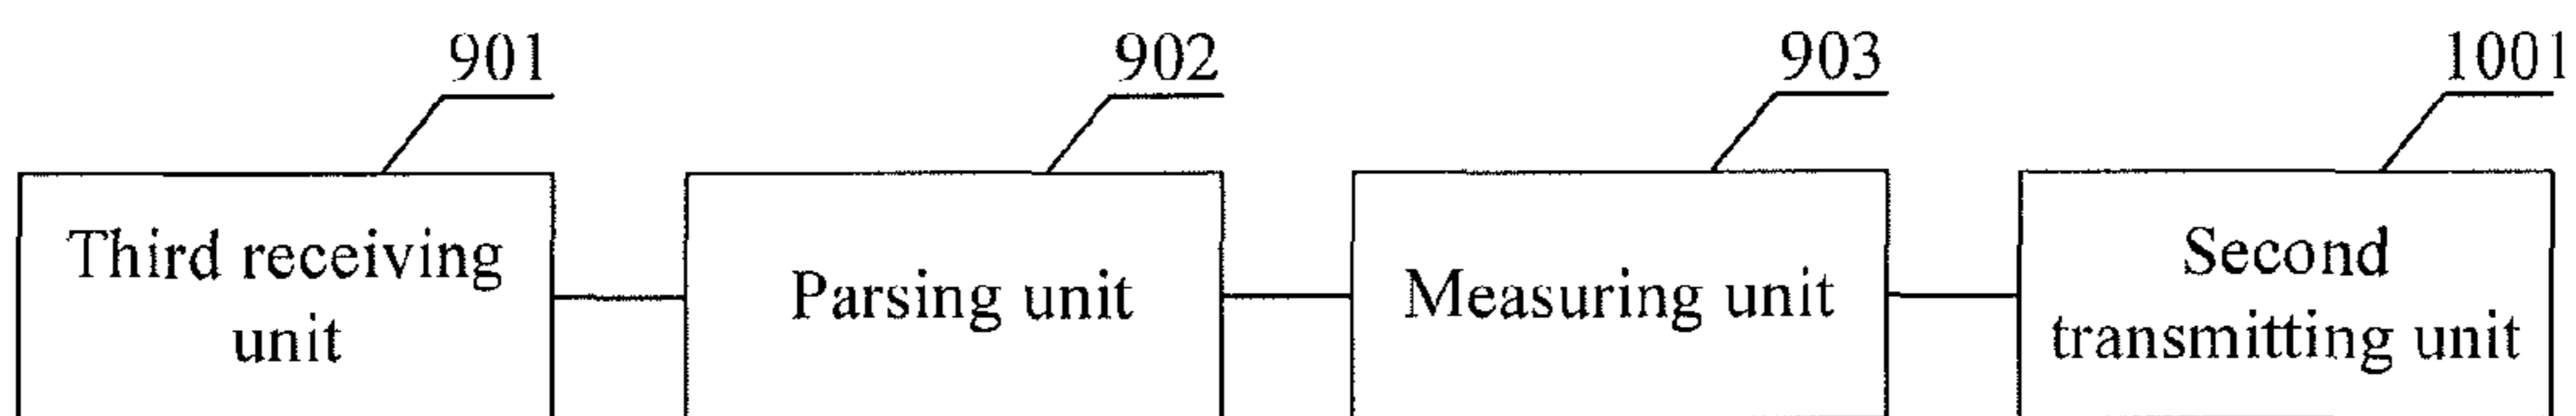 901
902
903
1001
Third receiving
unit
Parsing unit
Measuring unit
Second
transmitting unit